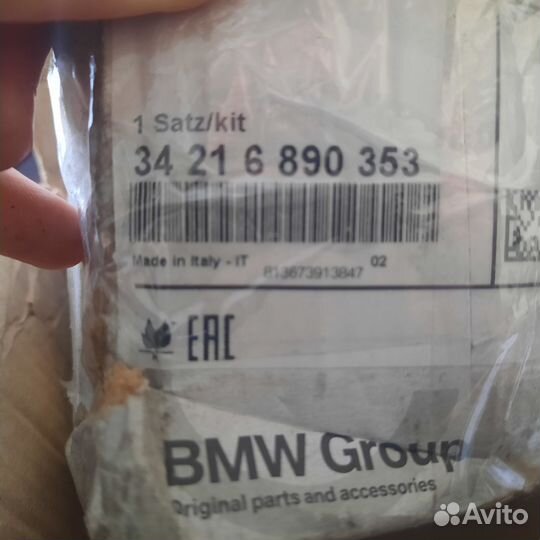 1 Satz/kit
34 21 6 890 353
Made in Italy - IT
813673913847
02
EAC
BMW Group
Original parts and accessories
Avito